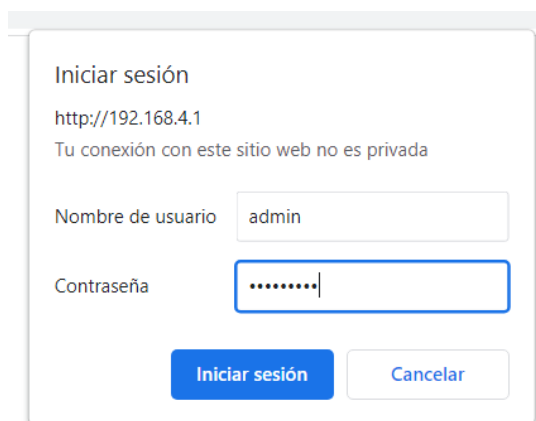 Iniciar sesión
http://192.168.4.1
Tu conexión con este sitio web no es privada
Nombre de usuario admin
Contraseña •••••••••
Iniciar sesión Cancelar